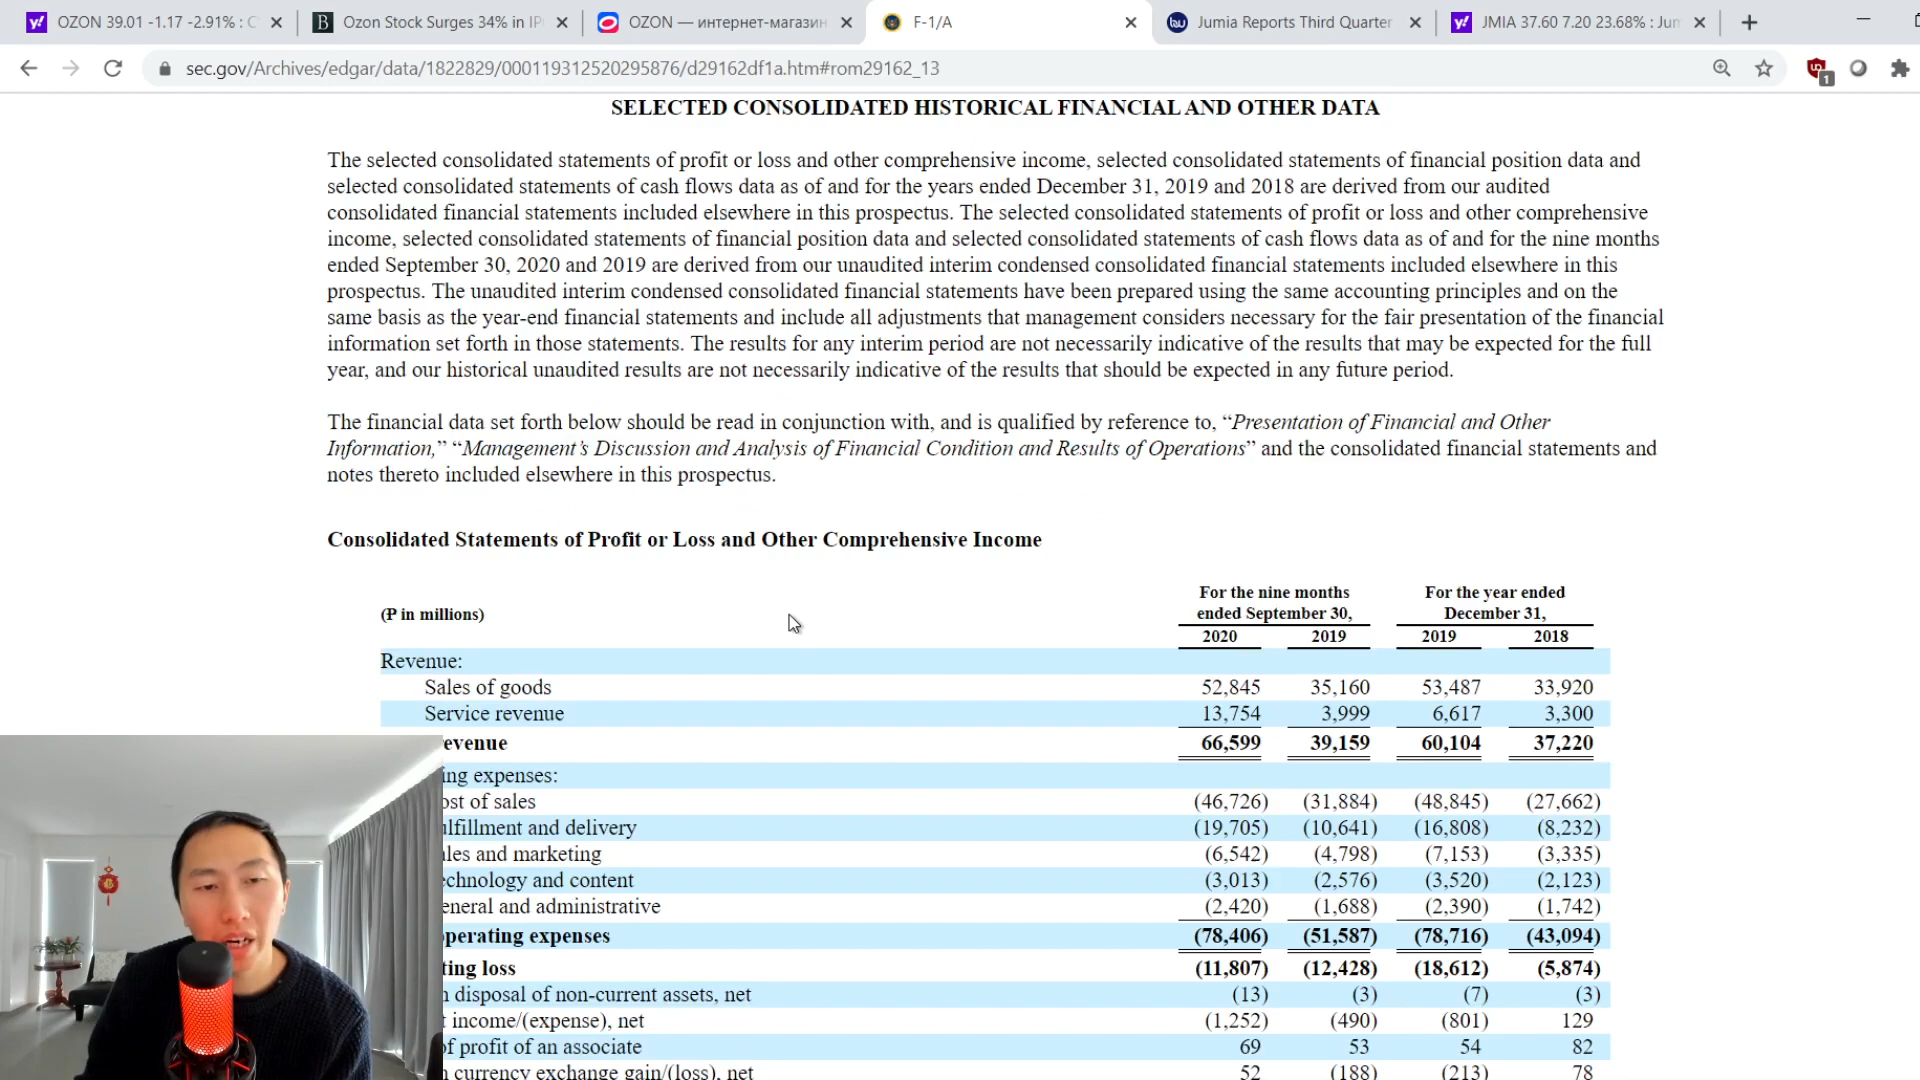 OZON 39.01 -1.17 -2.91% :
Ozon Stock Surges 34% in IP
OZON — интернет-магазин
F-1/A
Jumia Reports Third Quarter
JMIA 37.60 7.20 23.68% : Jum
sec.gov/Archives/edgar/data/1822829/000119312520295876/d29162df1a.htm#rom29162_13
1
SELECTED CONSOLIDATED HISTORICAL FINANCIAL AND OTHER DATA
The selected consolidated statements of profit or loss and other comprehensive income, selected consolidated statements of financial position data and
selected consolidated statements of cash flows data as of and for the years ended December 31, 2019 and 2018 are derived from our audited
consolidated financial statements included elsewhere in this prospectus. The selected consolidated statements of profit or loss and other comprehensive
income, selected consolidated statements of financial position data and selected consolidated statements of cash flows data as of and for the nine months
ended September 30, 2020 and 2019 are derived from our unaudited interim condensed consolidated financial statements included elsewhere in this
prospectus. The unaudited interim condensed consolidated financial statements have been prepared using the same accounting principles and on the
same basis as the year-end financial statements and include all adjustments that management considers necessary for the fair presentation of the financial
information set forth in those statements. The results for any interim period are not necessarily indicative of the results that may be expected for the full
year, and our historical unaudited results are not necessarily indicative of the results that should be expected in any future period.
The financial data set forth below should be read in conjunction with, and is qualified by reference to, “Presentation of Financial and Other
Information,” “Management’s Discussion and Analysis of Financial Condition and Results of Operations” and the consolidated financial statements and
notes thereto included elsewhere in this prospectus.
Consolidated Statements of Profit or Loss and Other Comprehensive Income
For the nine months For the year ended
(₽ in millions) ended September 30, December 31,
2020 2019 2019 2018
Revenue:
Sales of goods 52,845 35,160 53,487 33,920
Service revenue 13,754 3,999 6,617 3,300
evenue 66,599 39,159 60,104 37,220
ing expenses:
ost of sales (46,726) (31,884) (48,845) (27,662)
ulfillment and delivery (19,705) (10,641) (16,808) (8,232)
ales and marketing (6,542) (4,798) (7,153) (3,335)
echnology and content (3,013) (2,576) (3,520) (2,123)
eneral and administrative (2,420) (1,688) (2,390) (1,742)
operating expenses (78,406) (51,587) (78,716) (43,094)
ting loss (11,807) (12,428) (18,612) (5,874)
n disposal of non-current assets, net (13) (3) (7) (3)
t income/(expense), net (1,252) (490) (801) 129
of profit of an associate 69 53 54 82
n currency exchange gain/(loss), net 52 (188) (213) 78